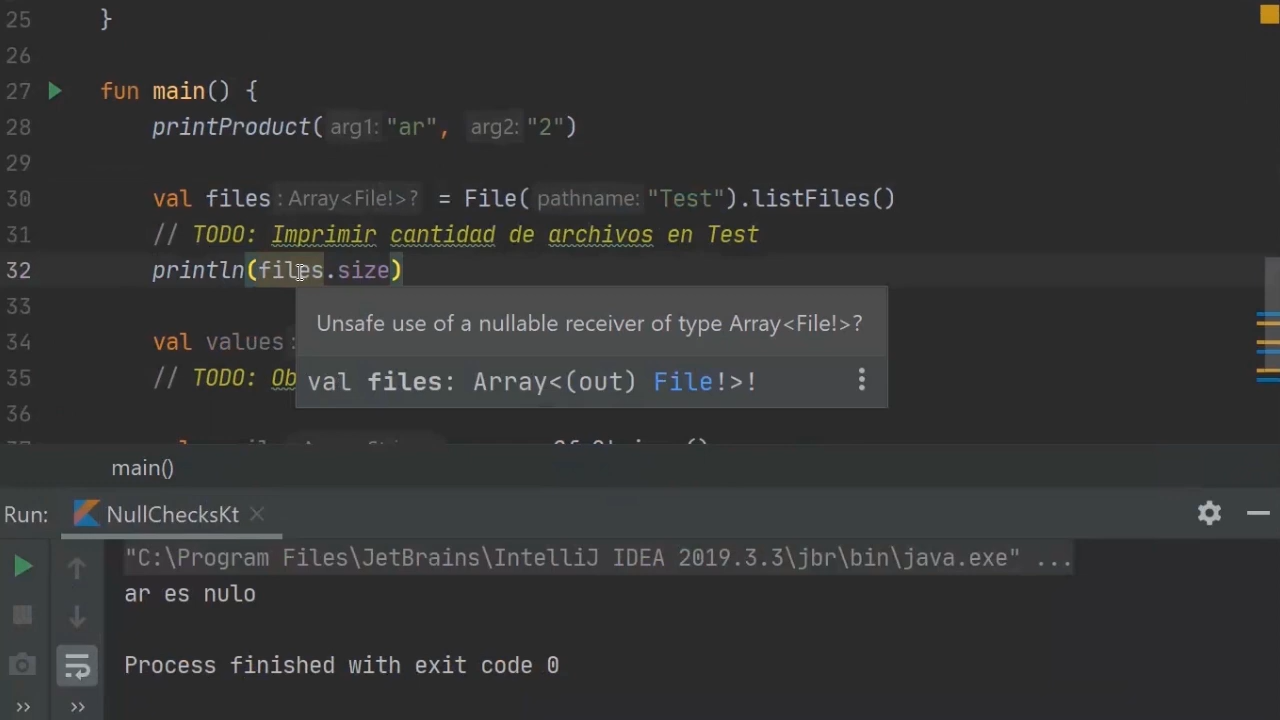 25 }
26
27 fun main() {
28 printProduct( arg1: "ar", arg2: "2")
29
30 val files : Array<File!>? = File( pathname: "Test").listFiles()
31 // TODO: Imprimir cantidad de archivos en Test
32 println(files.size)
33
Unsafe use of a nullable receiver of type Array<File!>?
34 val values :
35 // TODO: Ob
val files: Array<(out) File!>!
36
main()
Run: NullChecksKt
"C:\Program Files\JetBrains\IntelliJ IDEA 2019.3.3\jbr\bin\java.exe" ...
ar es nulo
Process finished with exit code 0